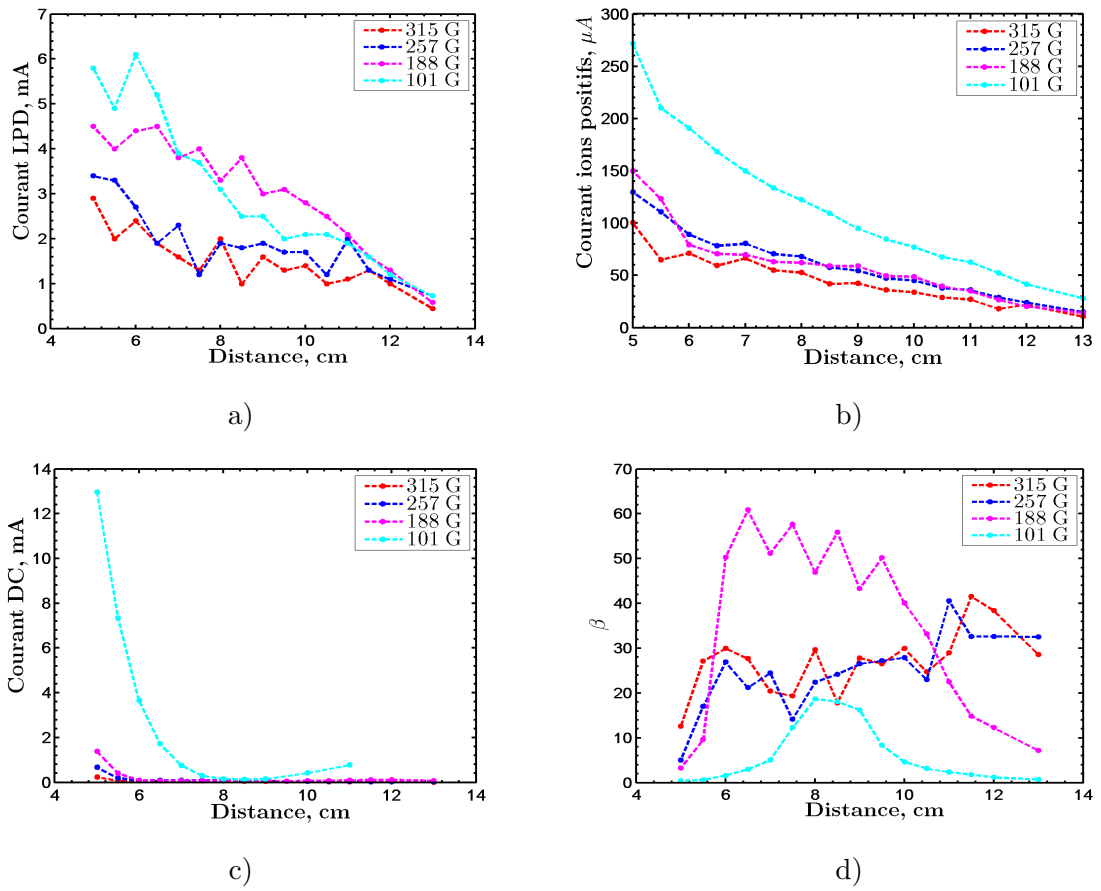 7
6
5
4
3
2
1
0
4
6
8
10
12
14
Courant LPD, mA
Distance, cm
315 G
257 G
188 G
101 G
a)
300
250
200
150
100
50
0
5
6
7
8
9
10
11
12
13
Courant ions positifs, μA
Distance, cm
315 G
257 G
188 G
101 G
b)
14
12
10
8
6
4
2
0
4
6
8
10
12
14
Courant DC, mA
Distance, cm
315 G
257 G
188 G
101 G
c)
70
60
50
40
30
20
10
0
4
6
8
10
12
14
β
Distance, cm
315 G
257 G
188 G
101 G
d)